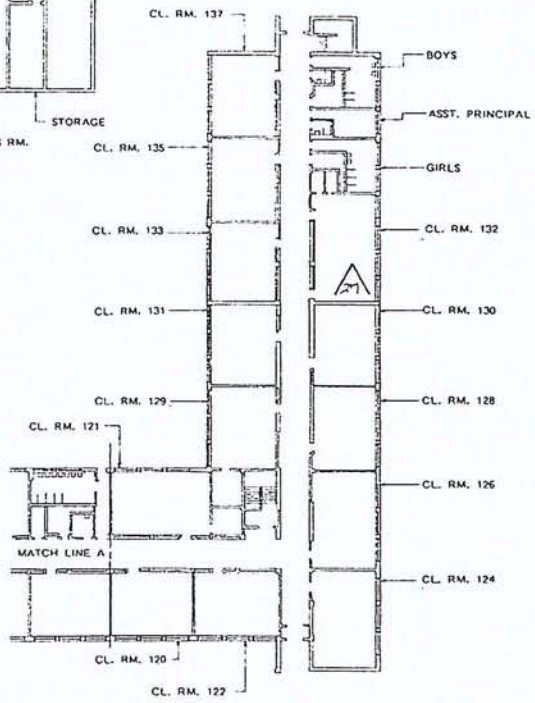 CL. RM. 137
BOYS
STORAGE
ASST. PRINCIPAL
RM.
CL. RM. 135
GIRLS
CL. RM. 133
CL. RM. 132
CL. RM. 131
CL. RM. 130
CL. RM. 129
CL. RM. 128
CL. RM. 121
CL. RM. 126
MATCH LINE A
CL. RM. 124
CL. RM. 120
CL. RM. 122